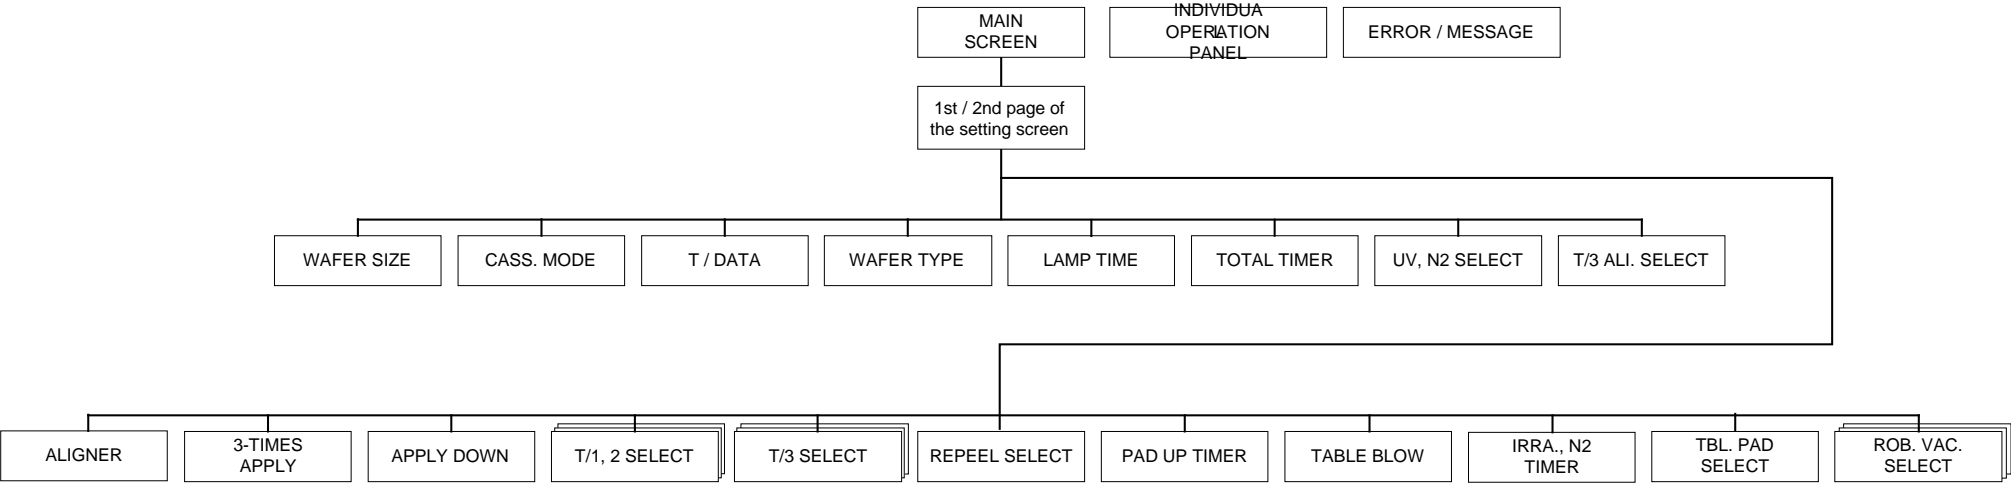 MAIN
SCREEN
INDIVIDUA
L
OPERATION
PANEL
ERROR / MESSAGE
1st / 2nd page of
the setting screen
WAFER SIZE
CASS. MODE
T / DATA
WAFER TYPE
LAMP TIME
TOTAL TIMER
UV, N2 SELECT
T/3 ALI. SELECT
ALIGNER
3-TIMES
APPLY
APPLY DOWN
T/1, 2 SELECT
T/3 SELECT
REPEEL SELECT
PAD UP TIMER
TABLE BLOW
IRRA., N2
TIMER
TBL. PAD
SELECT
ROB. VAC.
SELECT